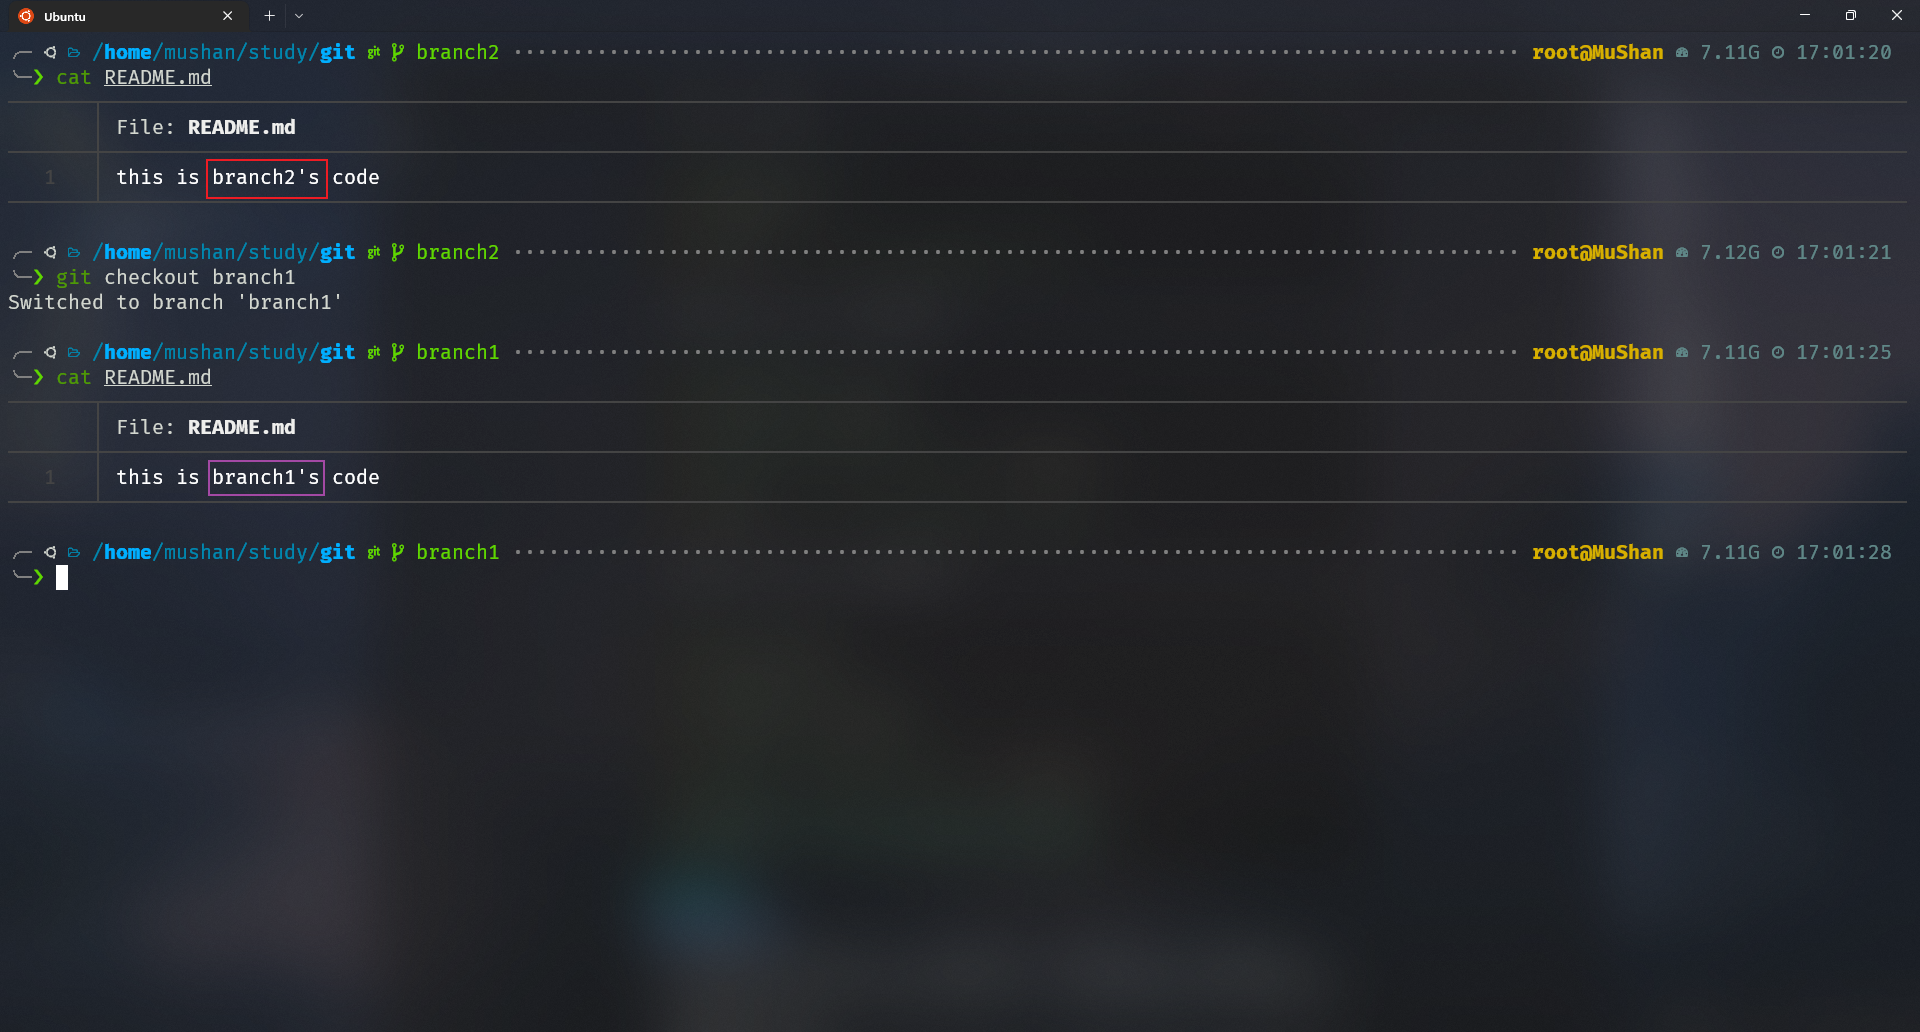 Ubuntu
/home/mushan/study/git git branch2 root@MuShan 7.11G 17:01:20
❯ cat README.md
File: README.md
1 this is branch2's code
/home/mushan/study/git git branch2 root@MuShan 7.12G 17:01:21
❯ git checkout branch1
Switched to branch 'branch1'
/home/mushan/study/git git branch1 root@MuShan 7.11G 17:01:25
❯ cat README.md
File: README.md
1 this is branch1's code
/home/mushan/study/git git branch1 root@MuShan 7.11G 17:01:28
❯